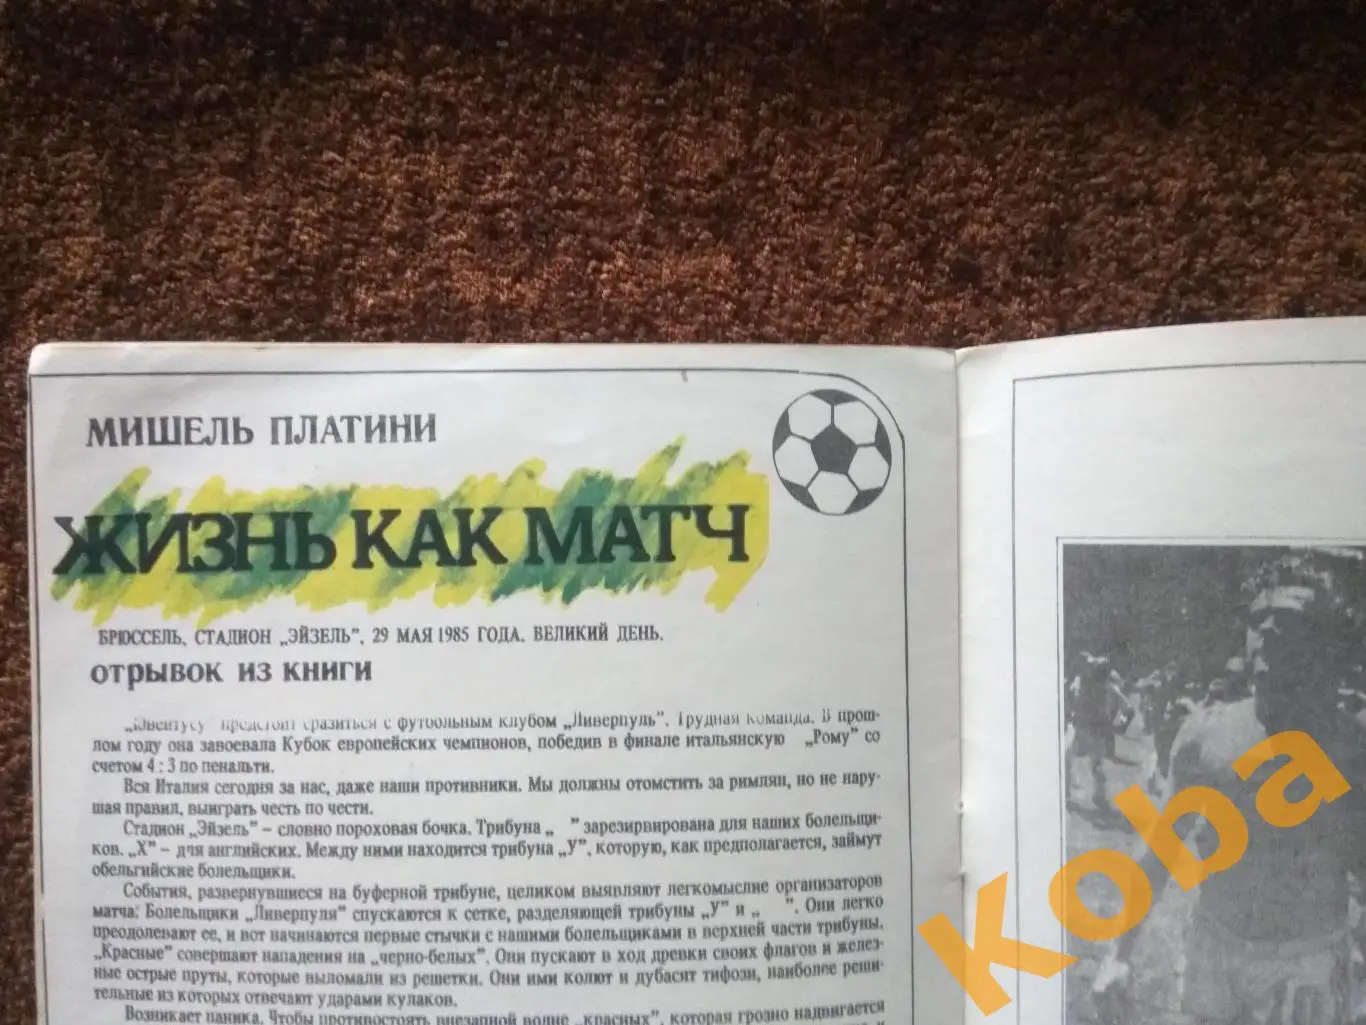 МИШЕЛЬ ПЛАТИНИ
ЖИЗНЬ КАК МАТЧ
БРЮССЕЛЬ, СТАДИОН „ЭЙЗЕЛЬ", 29 МАЯ 1985 ГОДА. ВЕЛИКИЙ ДЕНЬ.
ОТРЫВОК ИЗ КНИГИ
„Ювентусу" предстоит сразиться с футбольным клубом „Ливерпуль". Трудная команда. В прош-
лом году она завоевала Кубок европейских чемпионов, победив в финале итальянскую „Рому" со
счетом 4 : 3 по пенальти.
Вся Италия сегодня за нас, даже наши противники. Мы должны отомстить за римлян, но не нару-
шая правил, выиграть честь по чести.
Стадион „Эйзель" – словно пороховая бочка. Трибуна „ " зарезирвирована для наших болельщи-
ков. „Х" – для английских. Между ними находится трибуна „У", которую, как предполагается, займут
обельгийские болельщики.
События, развернувшиеся на буферной трибуне, целиком выявляют легкомыслие организаторов
матча: Болельщики „Ливерпуля" спускаются к сетке, разделяющей трибуны „У" и „ ". Они легко
преодолевают ее, и вот начинаются первые стычки с нашими болельщиками в верхней части трибуны.
„Красные" совершают нападения на „черно-белых". Они пускают в ход древки своих флагов и желез-
ные острые пруты, которые выломали из решетки. Они ими колют и дубасят тифози, наиболее реши-
тельные из которых отвечают ударами кулаков.
Возникает паника. Чтобы противостоять внезапной волне „красных", которая грозно надвигается
Koba